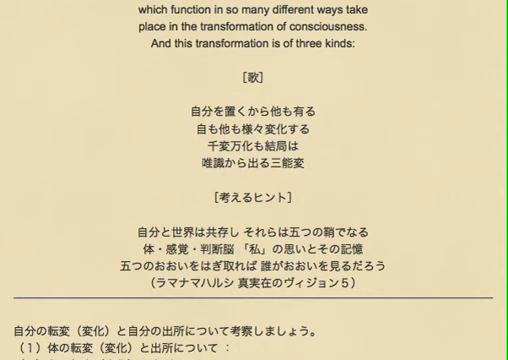 which function in so many different ways take
place in the transformation of consciousness.
And this transformation is of three kinds:
［歌］
自分を置くから他も有る
自も他も様々変化する
千変万化も結局は
唯識から出る三能変
［考えるヒント］
自分と世界は共存し それらは五つの鞘でなる
体・感覚・判断脳 「私」の思いとその記憶
五つのおおいをはぎ取れば 誰がおおいを見るだろう
（ラマナマハルシ 真実在のヴィジョン５）
自分の転変（変化）と自分の出所について考察しましょう。
（１）体の転変（変化）と出所について ：